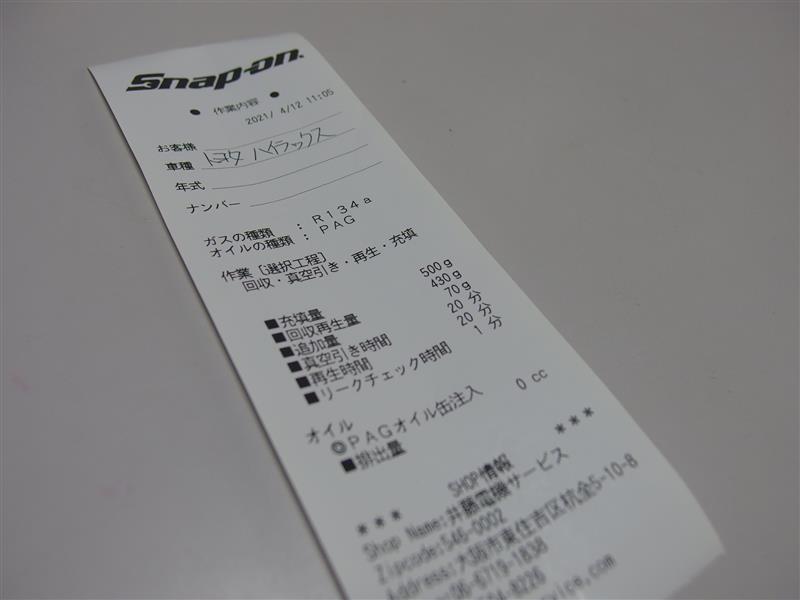 Snap-on
● 作業内容 ●
2021/ 4/12 11:05
お客様
車種 トヨタ ハイラックス
年式
ナンバー
ガスの種類 : R134a
オイルの種類 : PAG
作業 [選択工程]
回収・真空引き・再生・充填
■充填量 500g
■回収再生量 430g
■追加量 70g
■真空引き時間 20 分
■再生時間 20 分
■リークチェック時間 1 分
オイル
◎PAGオイル缶注入
■排出量 0 cc
*** SHOP情報 ***
Shop Name:井藤電機サービス
Zipcode:546-0002
Address:大阪市東住吉区杭全5-10-8
06-6719-1838